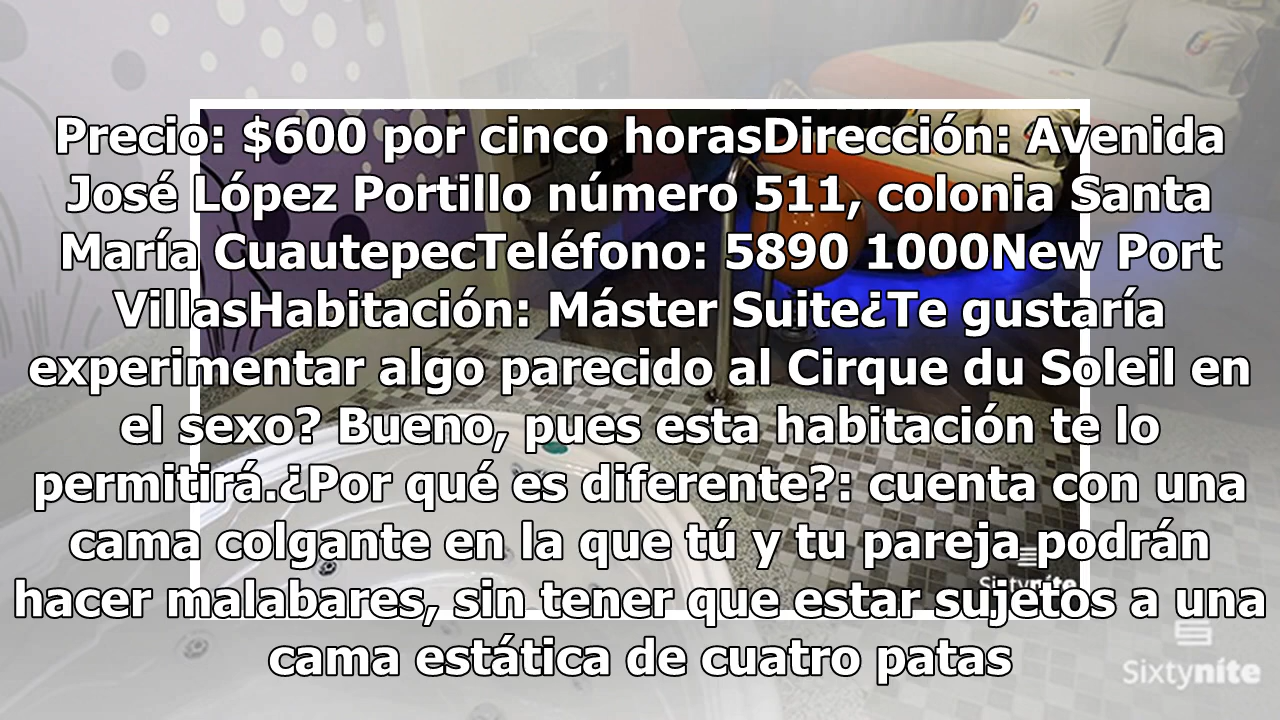 Precio: $600 por cinco horasDirección: Avenida
José López Portillo número 511, colonia Santa
María CuautepecTeléfono: 5890 1000New Port
VillasHabitación: Máster Suite¿Te gustaría
experimentar algo parecido al Cirque du Soleil en
el sexo? Bueno, pues esta habitación te lo
permitirá.¿Por qué es diferente?: cuenta con una
cama colgante en la que tú y tu pareja podrán
hacer malabares, sin tener que estar sujetos a una
cama estática de cuatro patas
Sixtynite
Sixtynite